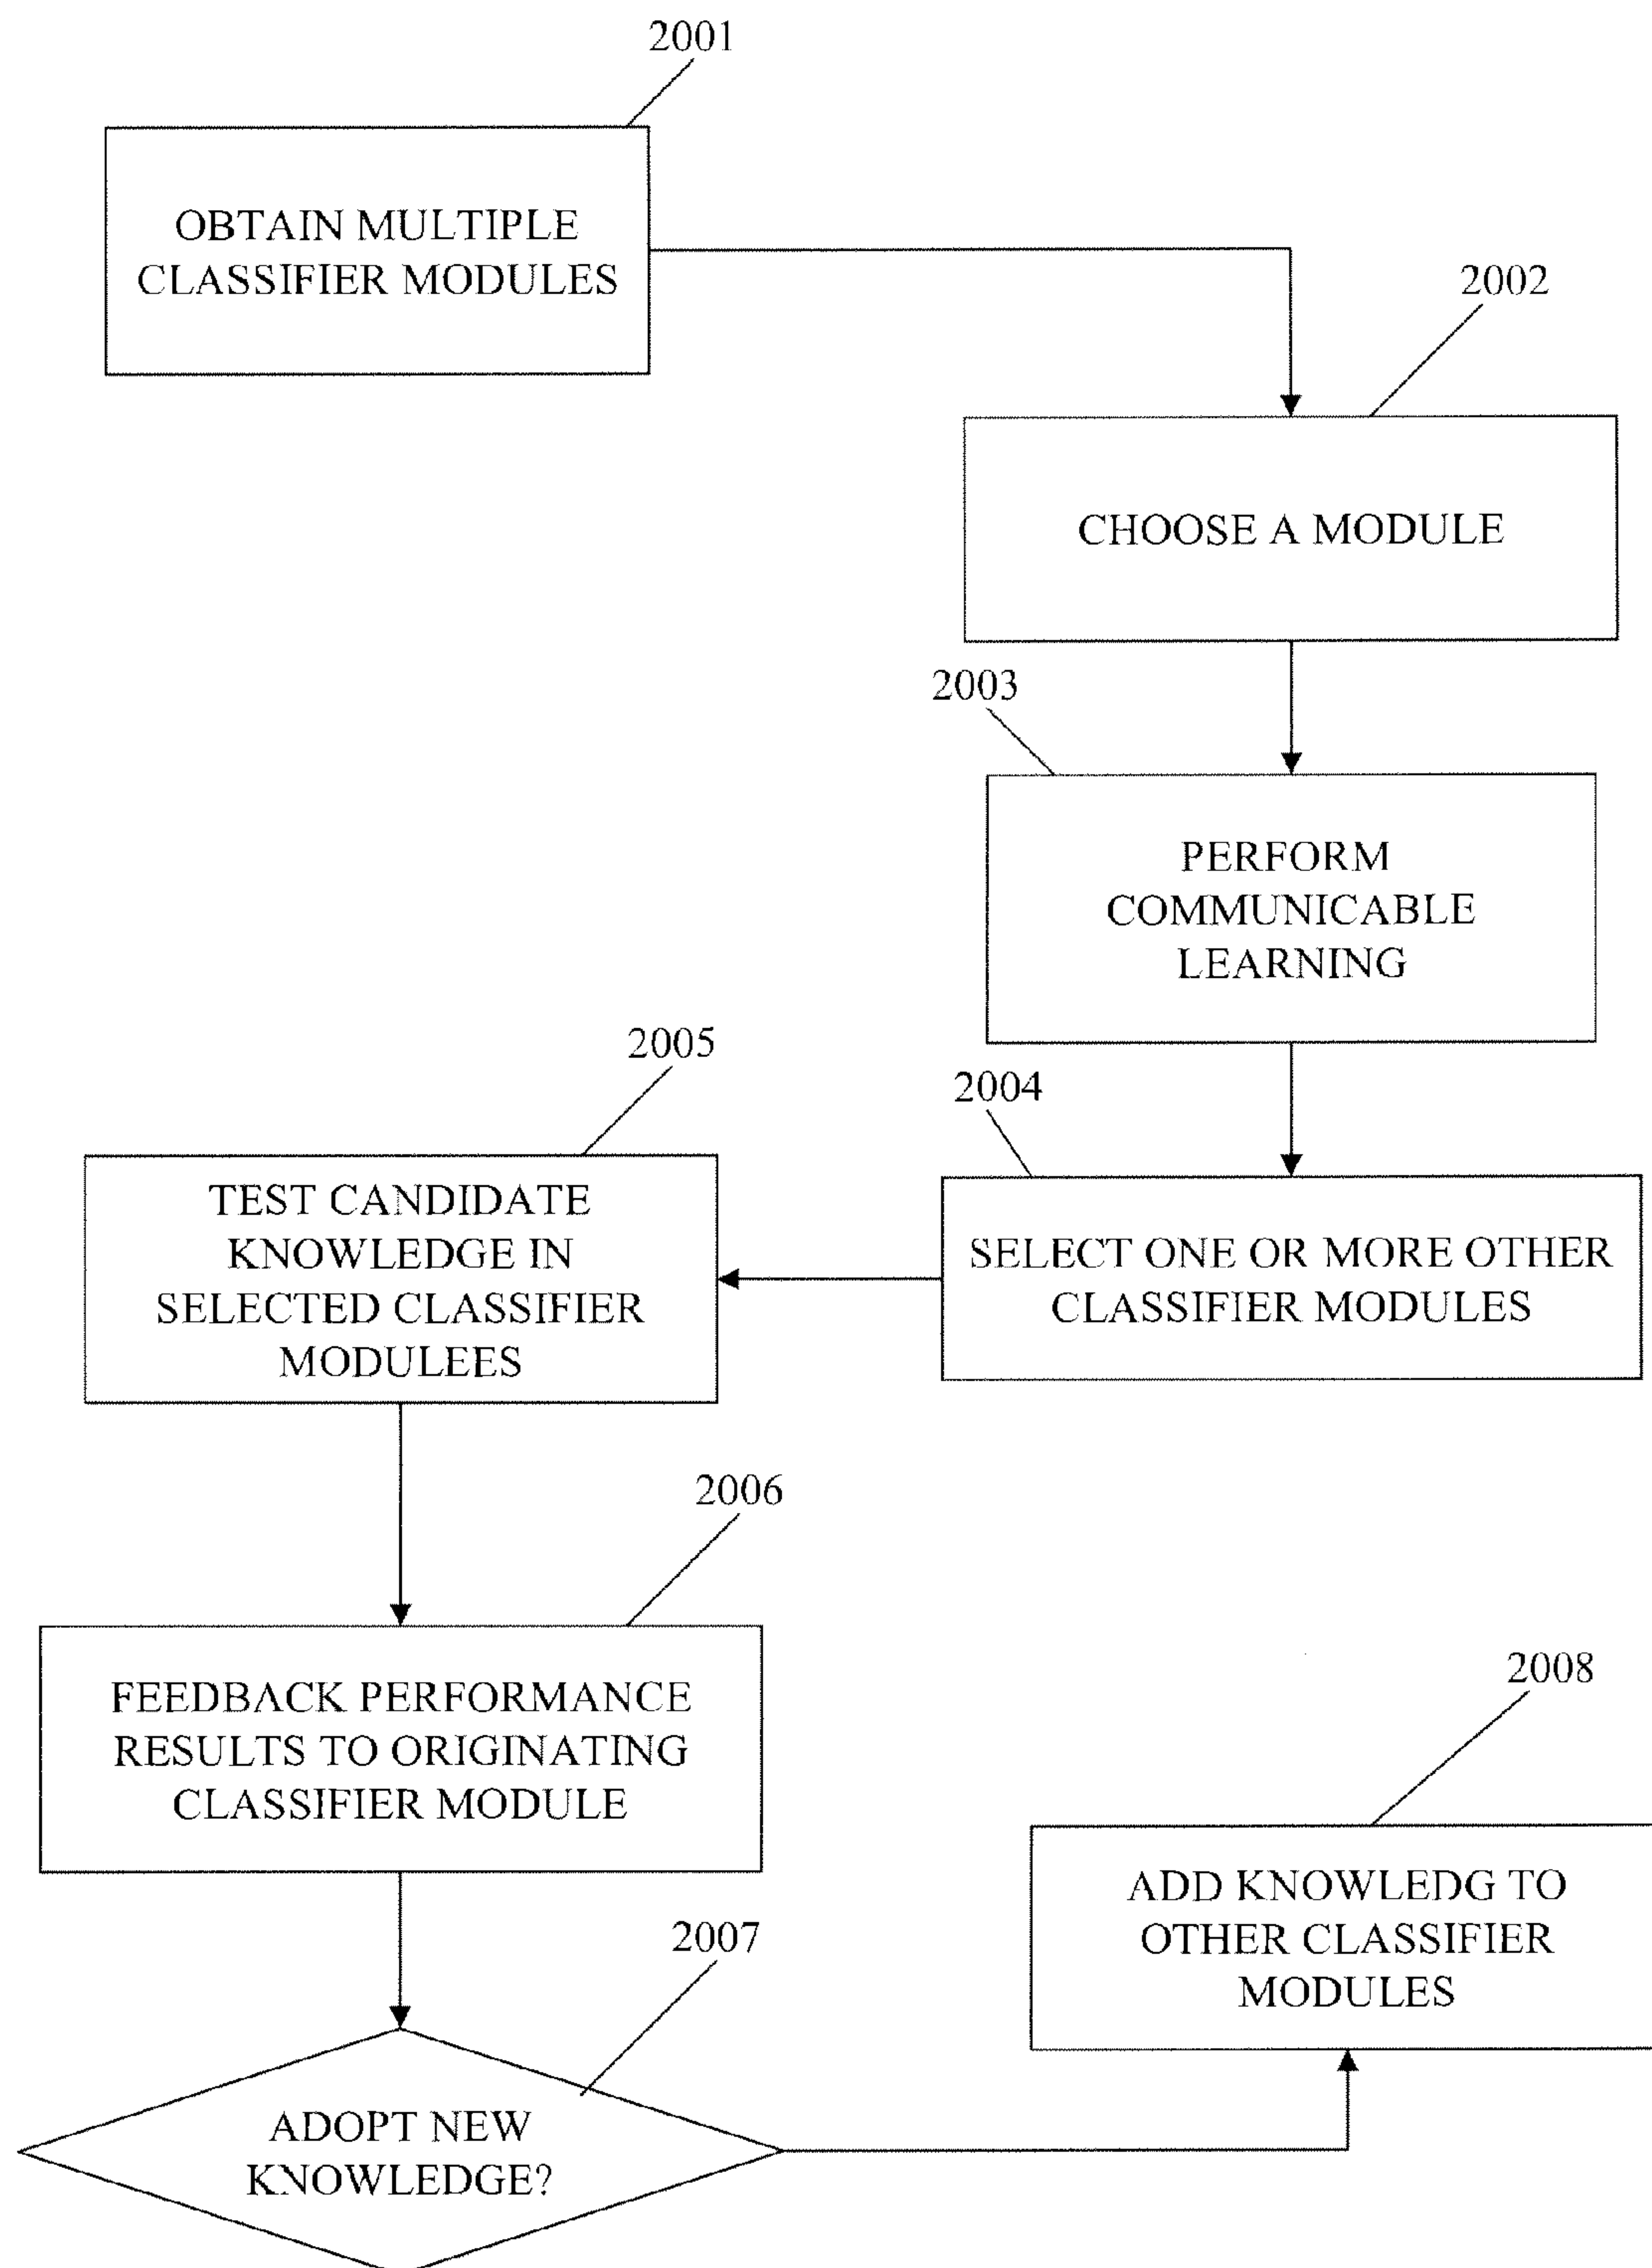 2001
OBTAIN MULTIPLE
CLASSIFIER MODULES
2002
CHOOSE A MODULE
2003
PERFORM
COMMUNICABLE
LEARNING
2004
SELECT ONE OR MORE OTHER
CLASSIFIER MODULES
2005
TEST CANDIDATE
KNOWLEDGE IN
SELECTED CLASSIFIER
MODULEES
2006
FEEDBACK PERFORMANCE
RESULTS TO ORIGINATING
CLASSIFIER MODULE
2007
ADOPT NEW
KNOWLEDGE?
2008
ADD KNOWLEDG TO
OTHER CLASSIFIER
MODULES